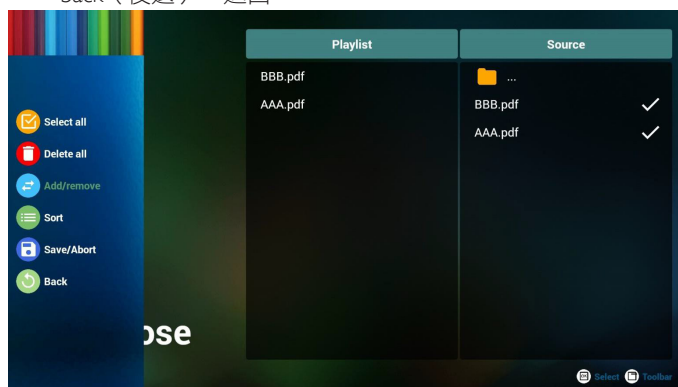 Playlist
Source
BBB.pdf
...
AAA.pdf
BBB.pdf
AAA.pdf
Select all
Delete all
Add/remove
Sort
Save/Abort
Back
ose
OK Select
Toolbar